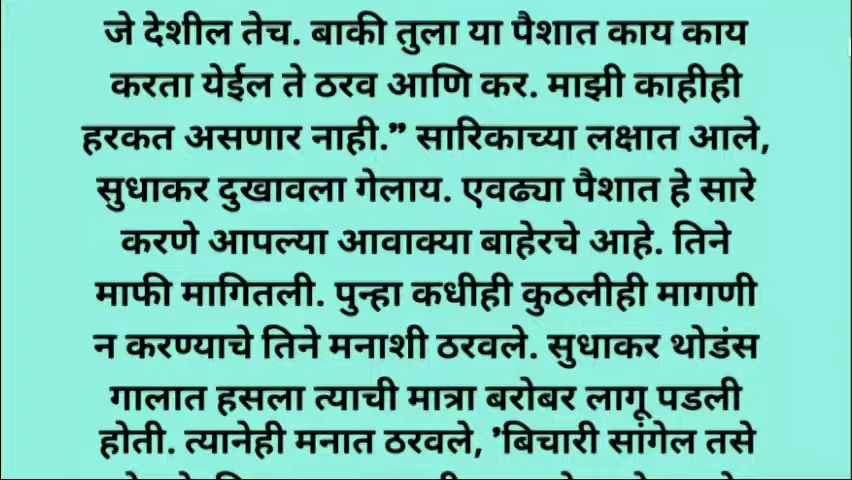 जे देशील तेच. बाकी तुला या पैशात काय काय
करता येईल ते ठरव आणि कर. माझी काहीही
हरकत असणार नाही.” सारिकाच्या लक्षात आले,
सुधाकर दुखावला गेलाय. एवढ्या पैशात हे सारे
करणे आपल्या आवाक्या बाहेरचे आहे. तिने
माफी मागितली. पुन्हा कधीही कुठलीही मागणी
न करण्याचे तिने मनाशी ठरवले. सुधाकर थोडंस
गालात हसला त्याची मात्रा बरोबर लागू पडली
होती. त्यानेही मनात ठरवले, ’बिचारी सांगेल तसे